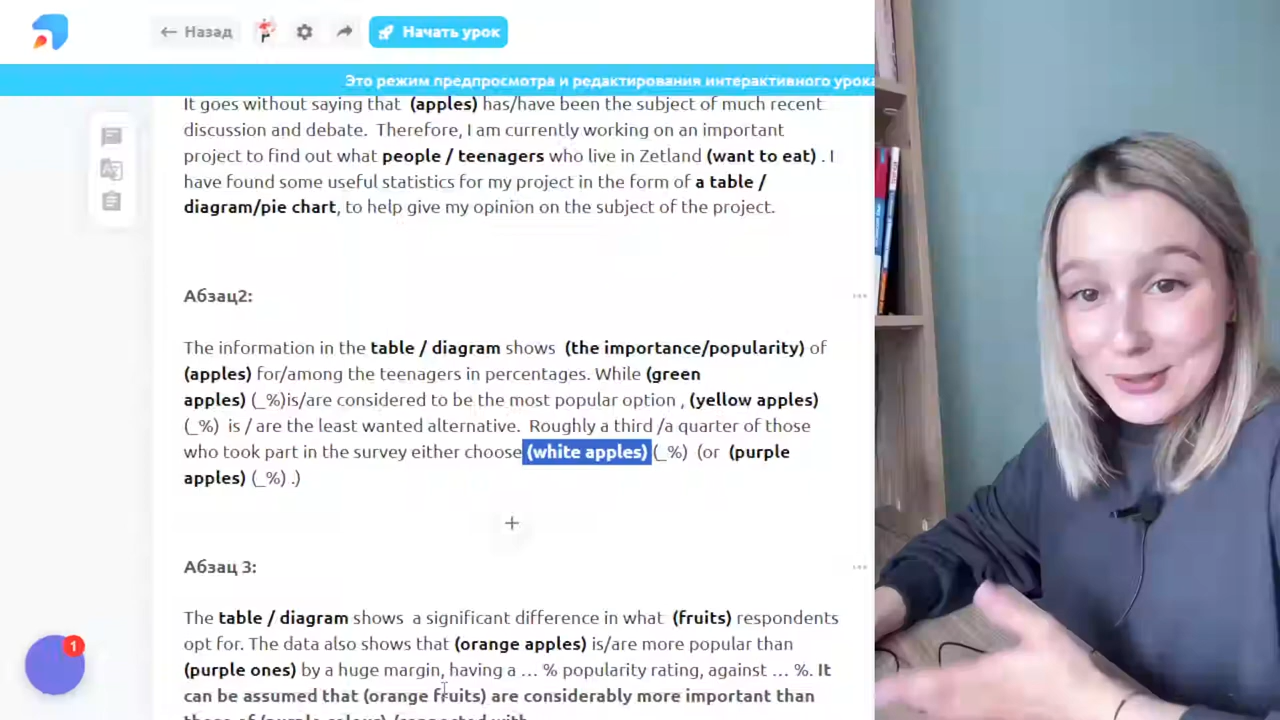 Назад
Начать урок
Это режим предпросмотра и редактирования интерактивного урока
It goes without saying that (apples) has/have been the subject of much recent
discussion and debate. Therefore, I am currently working on an important
project to find out what people / teenagers who live in Zetland (want to eat) . I
have found some useful statistics for my project in the form of a table /
diagram/pie chart, to help give my opinion on the subject of the project.
Абзац2:
The information in the table / diagram shows (the importance/popularity) of
(apples) for/among the teenagers in percentages. While (green
apples) (_%)is/are considered to be the most popular option , (yellow apples)
(_%) is / are the least wanted alternative. Roughly a third /a quarter of those
who took part in the survey either choose (white apples) (_%) (or (purple
apples) (_%) .)
Абзац 3:
The table / diagram shows a significant difference in what (fruits) respondents
opt for. The data also shows that (orange apples) is/are more popular than
(purple ones) by a huge margin, having a ... % popularity rating, against ... %. It
can be assumed that (orange fruits) are considerably more important than
1